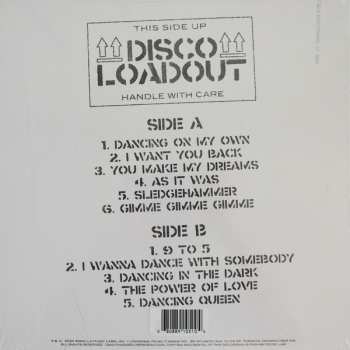 THIS SIDE UP
DISCO
LOADOUT
HANDLE WITH CARE
SIDE A
1. DANCING ON MY OWN
2. I WANT YOU BACK
3. YOU MAKE MY DREAMS
4. AS IT WAS
5. SLEDGEHAMMER
6. GIMME GIMME GIMME
SIDE B
1. 9 TO 5
2. I WANNA DANCE WITH SOMEBODY
3. DANCING IN THE DARK
4. THE POWER OF LOVE
5. DANCING QUEEN